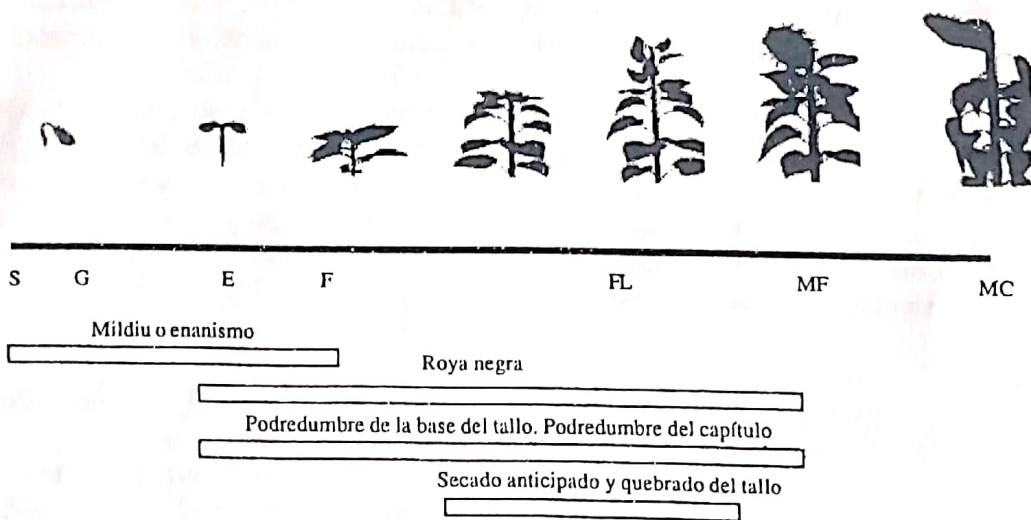 S G E F FL MF MC
Mildiu o enanismo
Roya negra
Podredumbre de la base del tallo. Podredumbre del capítulo
Secado anticipado y quebrado del tallo